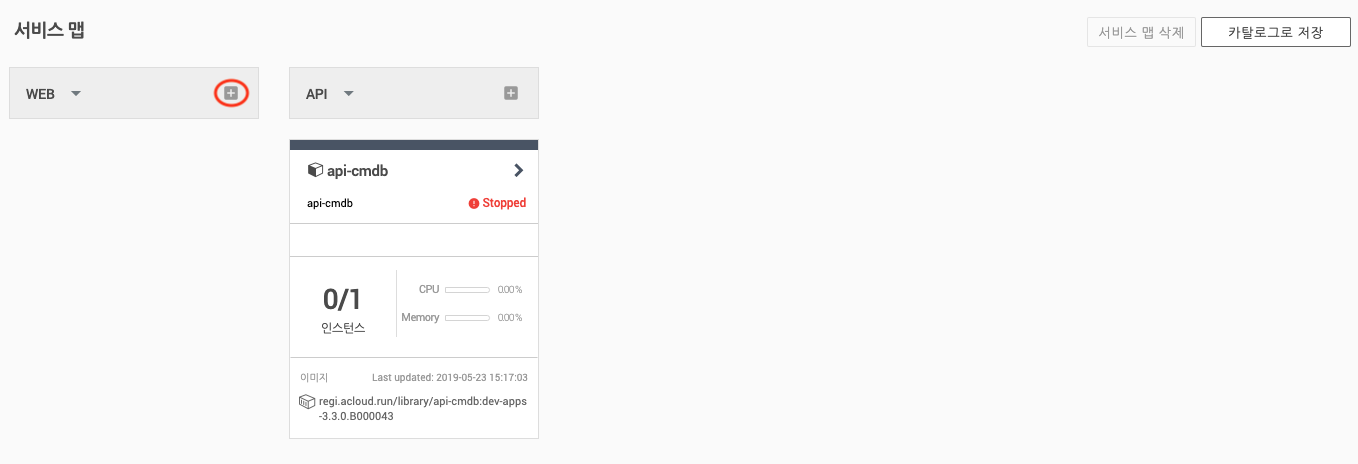 서비스 맵
서비스 맵 삭제
카탈로그로 저장
WEB
API
api-cmdb
api-cmdb
Stopped
0/1
인스턴스
CPU
0.00%
Memory
0.00%
이미지
Last updated: 2019-05-23 15:17:03
regi.acloud.run/library/api-cmdb:dev-apps
-3.3.0.B000043